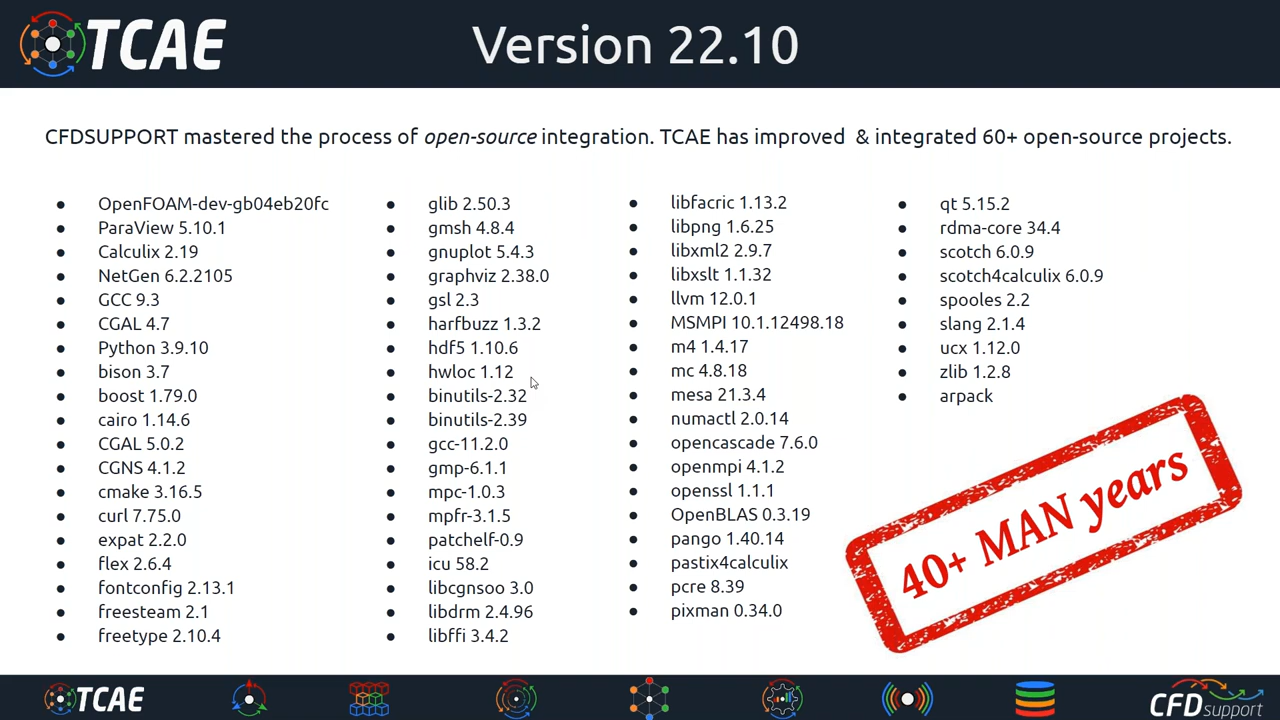 TCAE
Version 22.10
CFDSUPPORT mastered the process of open-source integration. TCAE has improved & integrated 60+ open-source projects.
OpenFOAM-dev-gb04eb20fc
ParaView 5.10.1
Calculix 2.19
NetGen 6.2.2105
GCC 9.3
CGAL 4.7
Python 3.9.10
bison 3.7
boost 1.79.0
cairo 1.14.6
CGAL 5.0.2
CGNS 4.1.2
cmake 3.16.5
curl 7.75.0
expat 2.2.0
flex 2.6.4
fontconfig 2.13.1
freesteam 2.1
freetype 2.10.4
glib 2.50.3
gmsh 4.8.4
gnuplot 5.4.3
graphviz 2.38.0
gsl 2.3
harfbuzz 1.3.2
hdf5 1.10.6
hwloc 1.12
binutils-2.32
binutils-2.39
gcc-11.2.0
gmp-6.1.1
mpc-1.0.3
mpfr-3.1.5
patchelf-0.9
icu 58.2
libcgnsoo 3.0
libdrm 2.4.96
libffi 3.4.2
libfacric 1.13.2
libpng 1.6.25
libxml2 2.9.7
libxslt 1.1.32
llvm 12.0.1
MSMPI 10.1.12498.18
m4 1.4.17
mc 4.8.18
mesa 21.3.4
numactl 2.0.14
opencascade 7.6.0
openmpi 4.1.2
openssl 1.1.1
OpenBLAS 0.3.19
pango 1.40.14
pastix4calculix
pcre 8.39
pixman 0.34.0
qt 5.15.2
rdma-core 34.4
scotch 6.0.9
scotch4calculix 6.0.9
spooles 2.2
slang 2.1.4
ucx 1.12.0
zlib 1.2.8
arpack
40+ MAN years
TCAE
CFD support